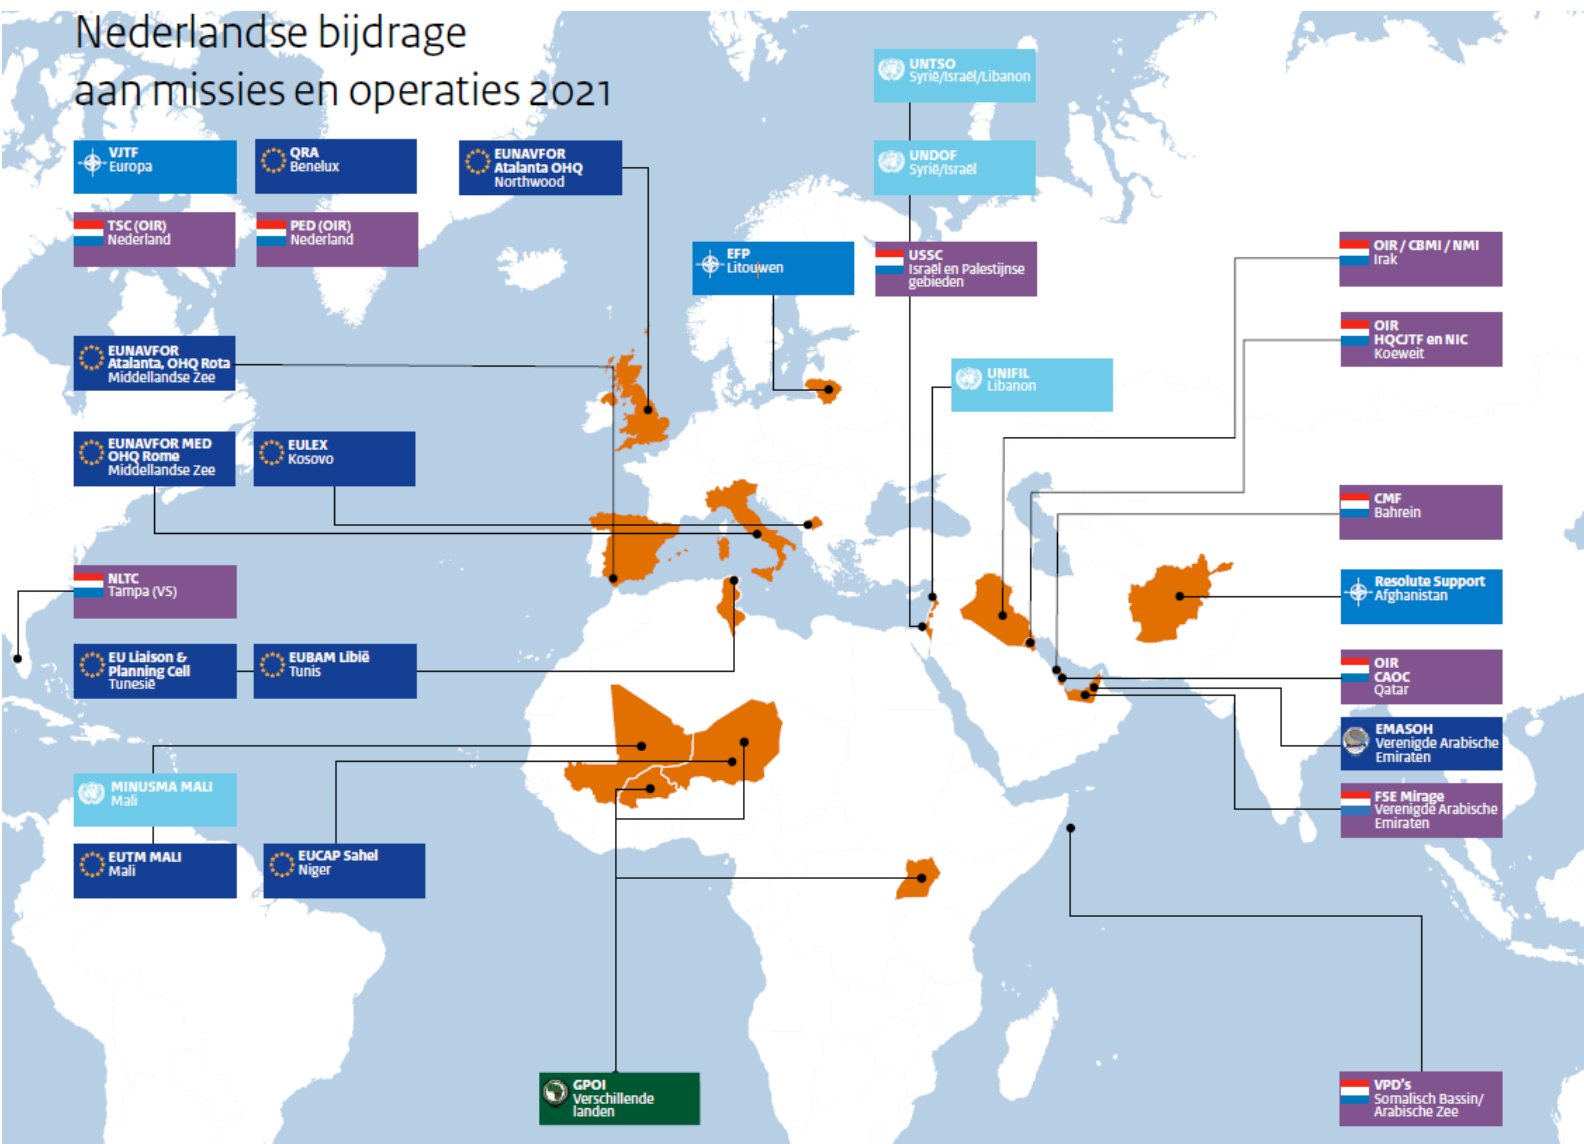 Nederlandse bijdrage
aan missies en operaties 2021
UNTSO
Syrië/Israël/Libanon
VJTF
Europa
QRA
Benelux
EUNAVFOR
Atalanta OHQ
Northwood
UNDOF
Syrië/Israël
TSC (OIR)
Nederland
PED (OIR)
Nederland
EFP
Litouwen
USSC
Israël en Palestijnse
gebieden
OIR / CBMI / NMI
Irak
OIR
HQCJTF en NIC
Koeweit
EUNAVFOR
Atalanta, OHQ Rota
Middellandse Zee
UNIFIL
Libanon
EUNAVFOR MED
OHQ Rome
Middellandse Zee
EULEX
Kosovo
CMF
Bahrein
NLTC
Tampa (VS)
Resolute Support
Afghanistan
EU Liaison &
Planning Cell
Tunesië
EUBAM Libië
Tunis
OIR
CAOC
Qatar
EMASOH
Verenigde Arabische
Emiraten
MINUSMA MALI
Mali
FSE Mirage
Verenigde Arabische
Emiraten
EUTM MALI
Mali
EUCAP Sahel
Niger
GPOI
Verschillende
landen
VPD's
Somalisch Bassin/
Arabische Zee